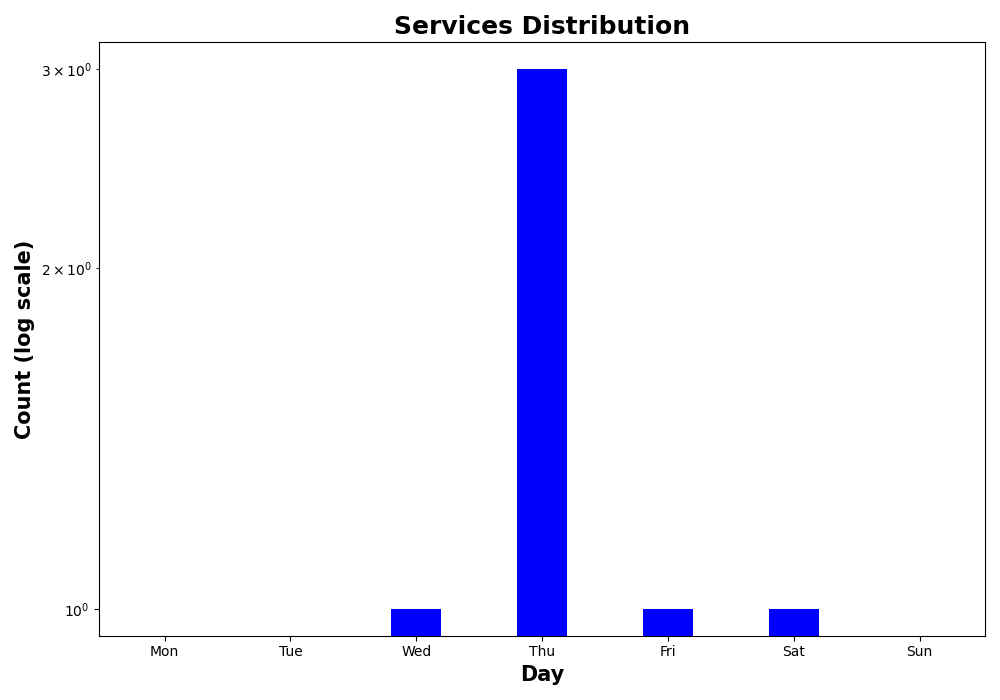 Services Distribution
Count (log scale)
3 × 10⁰
2 × 10⁰
10⁰
Mon Tue Wed Thu Fri Sat Sun
Day